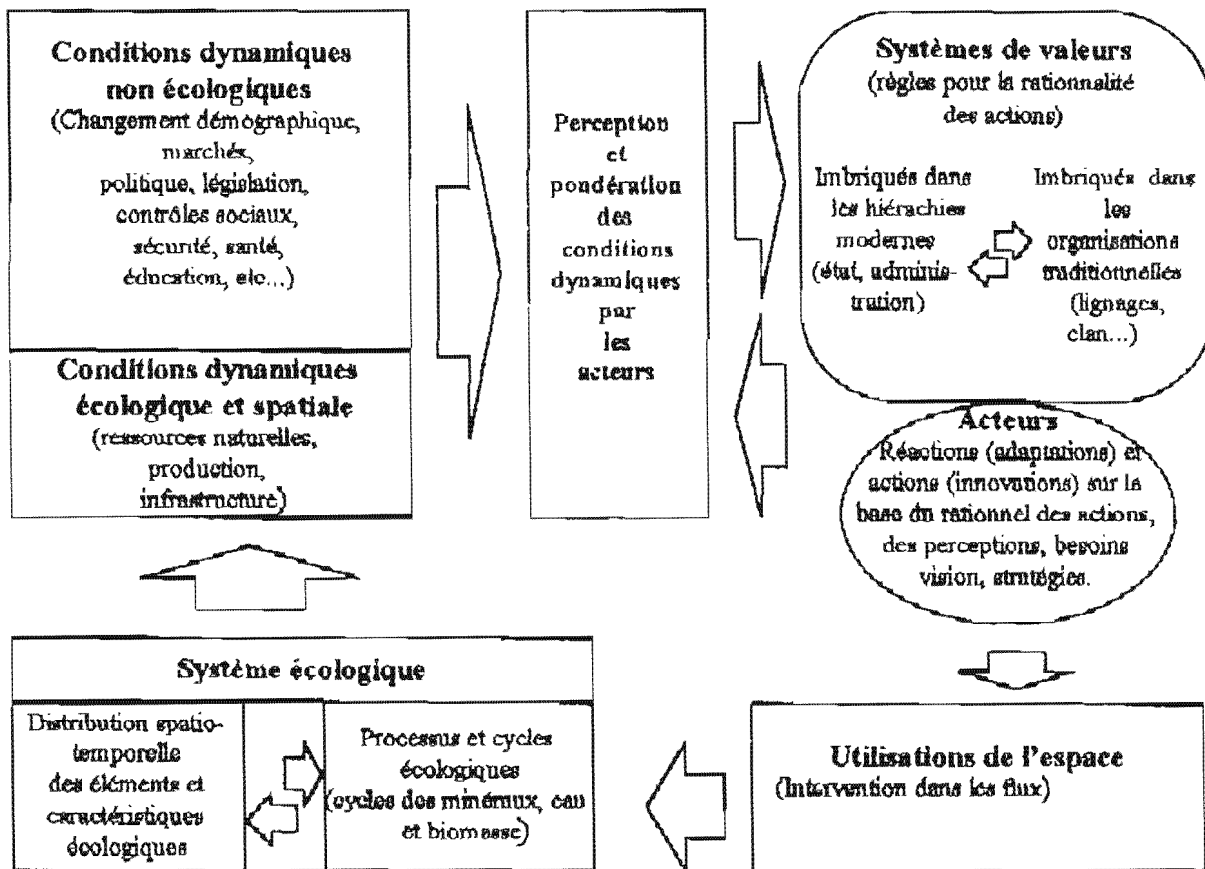 Conditions dynamiques
non écologiques
(Changement démographique,
marchés,
politique, législation,
contrôles sociaux,
sécurité, santé,
éducation, etc...)
Conditions dynamiques
écologique et spatiale
(ressources naturelles,
production,
infrastructure)
Perception
et
pondération
des
conditions
dynamiques
par
les
acteurs
Systèmes de valeurs
(règles pour la rationnalité
des actions)
Imbriqués dans
les hiérachies
modernes
(état, adminis-
tration)
Imbriqués dans
les
organisations
traditionnelles
(lignages,
clan...)
Acteurs
Réactions (adaptations) et
actions (innovations) sur la
base du rationnel des actions,
des perceptions, besoins
vision, stratégies.
Système écologique
Distribution spatio-
temporelle
des éléments et
caractéristiques
écologiques
Processus et cycles
écologiques
(cycles des minéraux, eau
et biomasse)
Utilisations de l'espace
(Intervention dans les flux)